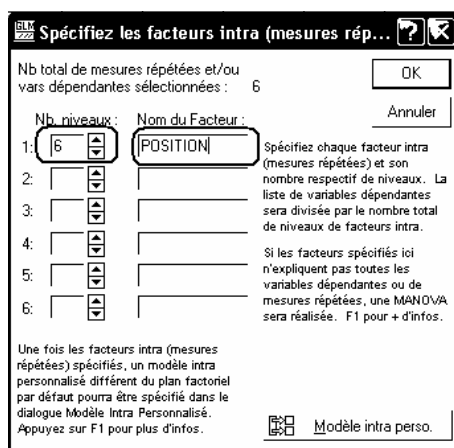 GLM Spécifiez les facteurs intra (mesures rép...
Nb total de mesures répétées et/ou
vars dépendantes sélectionnées : 6
OK
Annuler
Nb. niveaux : Nom du Facteur :
1: 6 POSITION
2:
3:
4:
5:
6:
Spécifiez chaque facteur intra
(mesures répétées) et son
nombre respectif de niveaux. La
liste de variables dépendantes
sera divisée par le nombre total
de niveaux de facteurs intra.
Si les facteurs spécifiés ici
n'expliquent pas toutes les
variables dépendantes ou de
mesures répétées, une MANOVA
sera réalisée. F1 pour + d'infos.
Une fois les facteurs intra (mesures
répétées) spécifiés, un modèle intra
personnalisé différent du plan factoriel
par défaut pourra être spécifié dans le
dialogue Modèle Intra Personnalisé.
Appuyez sur F1 pour plus d'infos.
Modèle intra perso.